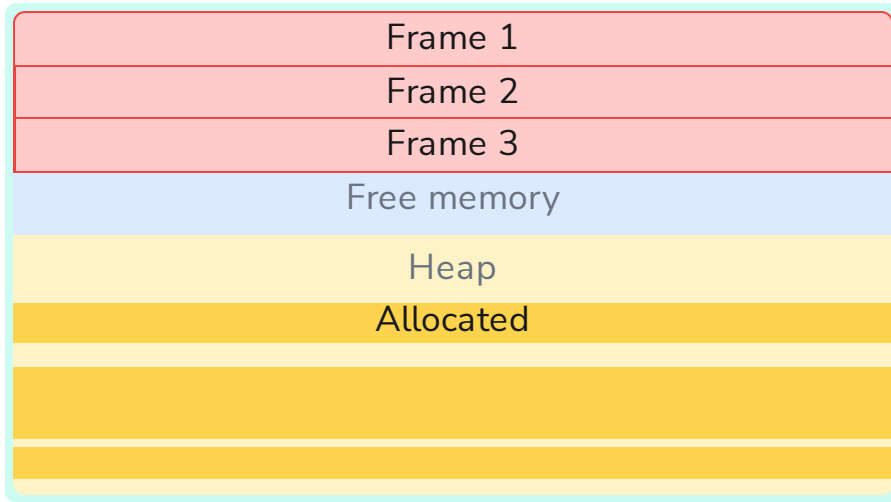 Frame 1
Frame 2
Frame 3
Free memory
Heap
Allocated